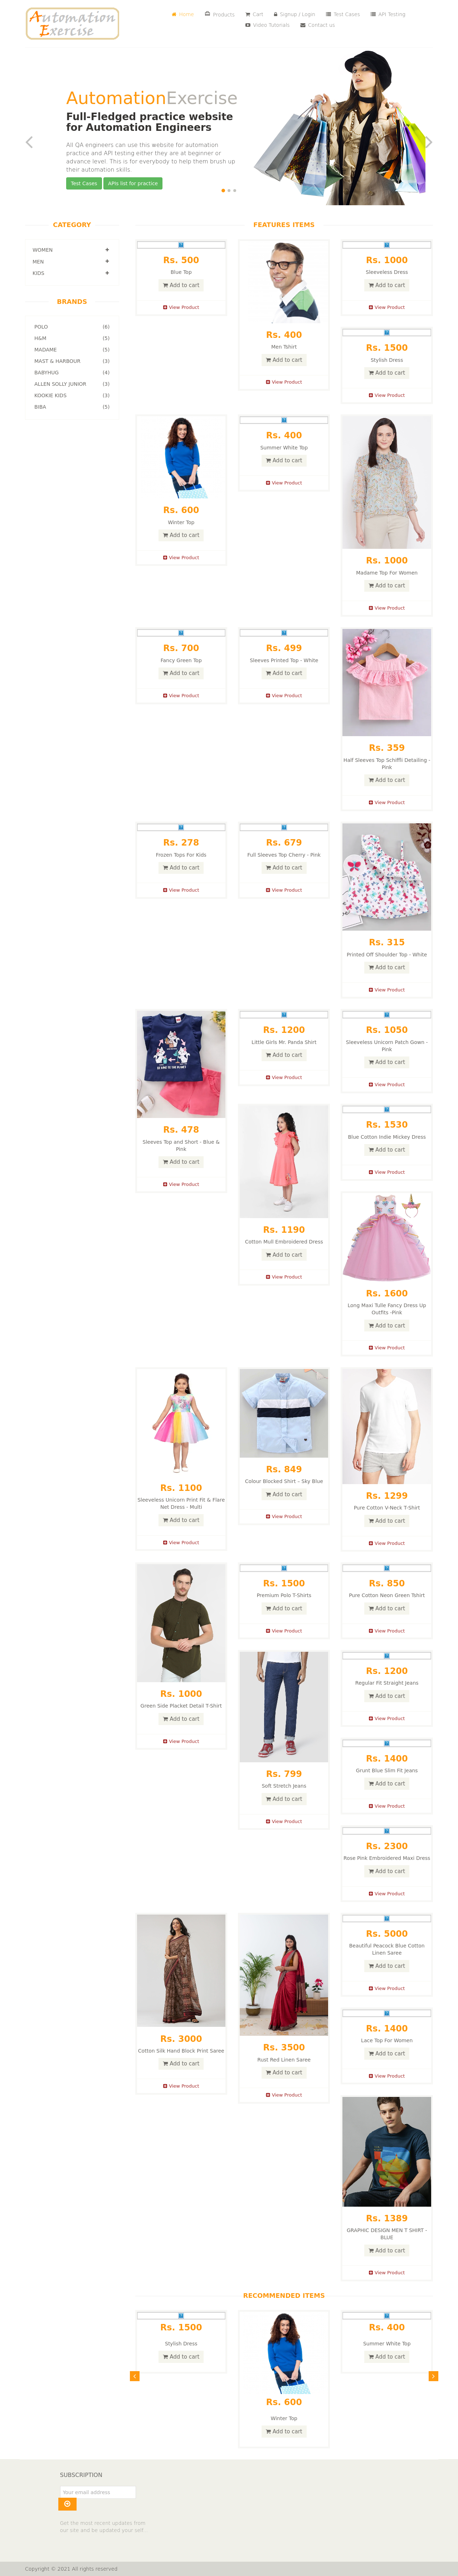 Automation
Exercise
Home
Products
Cart
Signup / Login
Test Cases
API Testing
Video Tutorials
Contact us
AutomationExercise
Full-Fledged practice website
for Automation Engineers
All QA engineers can use this website for automation
practice and API testing either they are at beginner or
advance level. This is for everybody to help them brush up
their automation skills.
Test Cases
APIs list for practice
CATEGORY
WOMEN
MEN
KIDS
BRANDS
POLO (6)
H&M (5)
MADAME (5)
MAST & HARBOUR (3)
BABYHUG (4)
ALLEN SOLLY JUNIOR (3)
KOOKIE KIDS (3)
BIBA (5)
FEATURES ITEMS
Rs. 500
Blue Top
Add to cart
View Product
Rs. 400
Men Tshirt
Add to cart
View Product
Rs. 1000
Sleeveless Dress
Add to cart
View Product
Rs. 1500
Stylish Dress
Add to cart
View Product
Rs. 600
Winter Top
Add to cart
View Product
Rs. 400
Summer White Top
Add to cart
View Product
Rs. 1000
Madame Top For Women
Add to cart
View Product
Rs. 700
Fancy Green Top
Add to cart
View Product
Rs. 499
Sleeves Printed Top - White
Add to cart
View Product
Rs. 359
Half Sleeves Top Schiffli Detailing -
Pink
Add to cart
View Product
Rs. 278
Frozen Tops For Kids
Add to cart
View Product
Rs. 679
Full Sleeves Top Cherry - Pink
Add to cart
View Product
Rs. 315
Printed Off Shoulder Top - White
Add to cart
View Product
Rs. 478
Sleeves Top and Short - Blue &
Pink
Add to cart
View Product
Rs. 1200
Little Girls Mr. Panda Shirt
Add to cart
View Product
Rs. 1050
Sleeveless Unicorn Patch Gown -
Pink
Add to cart
View Product
Rs. 1190
Cotton Mull Embroidered Dress
Add to cart
View Product
Rs. 1530
Blue Cotton Indie Mickey Dress
Add to cart
View Product
Rs. 1600
Long Maxi Tulle Fancy Dress Up
Outfits -Pink
Add to cart
View Product
Rs. 1100
Sleeveless Unicorn Print Fit & Flare
Net Dress - Multi
Add to cart
View Product
Rs. 849
Colour Blocked Shirt – Sky Blue
Add to cart
View Product
Rs. 1299
Pure Cotton V-Neck T-Shirt
Add to cart
View Product
Rs. 1000
Green Side Placket Detail T-Shirt
Add to cart
View Product
Rs. 1500
Premium Polo T-Shirts
Add to cart
View Product
Rs. 850
Pure Cotton Neon Green Tshirt
Add to cart
View Product
Rs. 799
Soft Stretch Jeans
Add to cart
View Product
Rs. 1200
Regular Fit Straight Jeans
Add to cart
View Product
Rs. 1400
Grunt Blue Slim Fit Jeans
Add to cart
View Product
Rs. 2300
Rose Pink Embroidered Maxi Dress
Add to cart
View Product
Rs. 3000
Cotton Silk Hand Block Print Saree
Add to cart
View Product
Rs. 3500
Rust Red Linen Saree
Add to cart
View Product
Rs. 5000
Beautiful Peacock Blue Cotton
Linen Saree
Add to cart
View Product
Rs. 1400
Lace Top For Women
Add to cart
View Product
Rs. 1389
GRAPHIC DESIGN MEN T SHIRT -
BLUE
Add to cart
View Product
RECOMMENDED ITEMS
Rs. 1500
Stylish Dress
Add to cart
Rs. 600
Winter Top
Add to cart
Rs. 400
Summer White Top
Add to cart
SUBSCRIPTION
Your email address
Get the most recent updates from
our site and be updated your self...
Copyright © 2021 All rights reserved